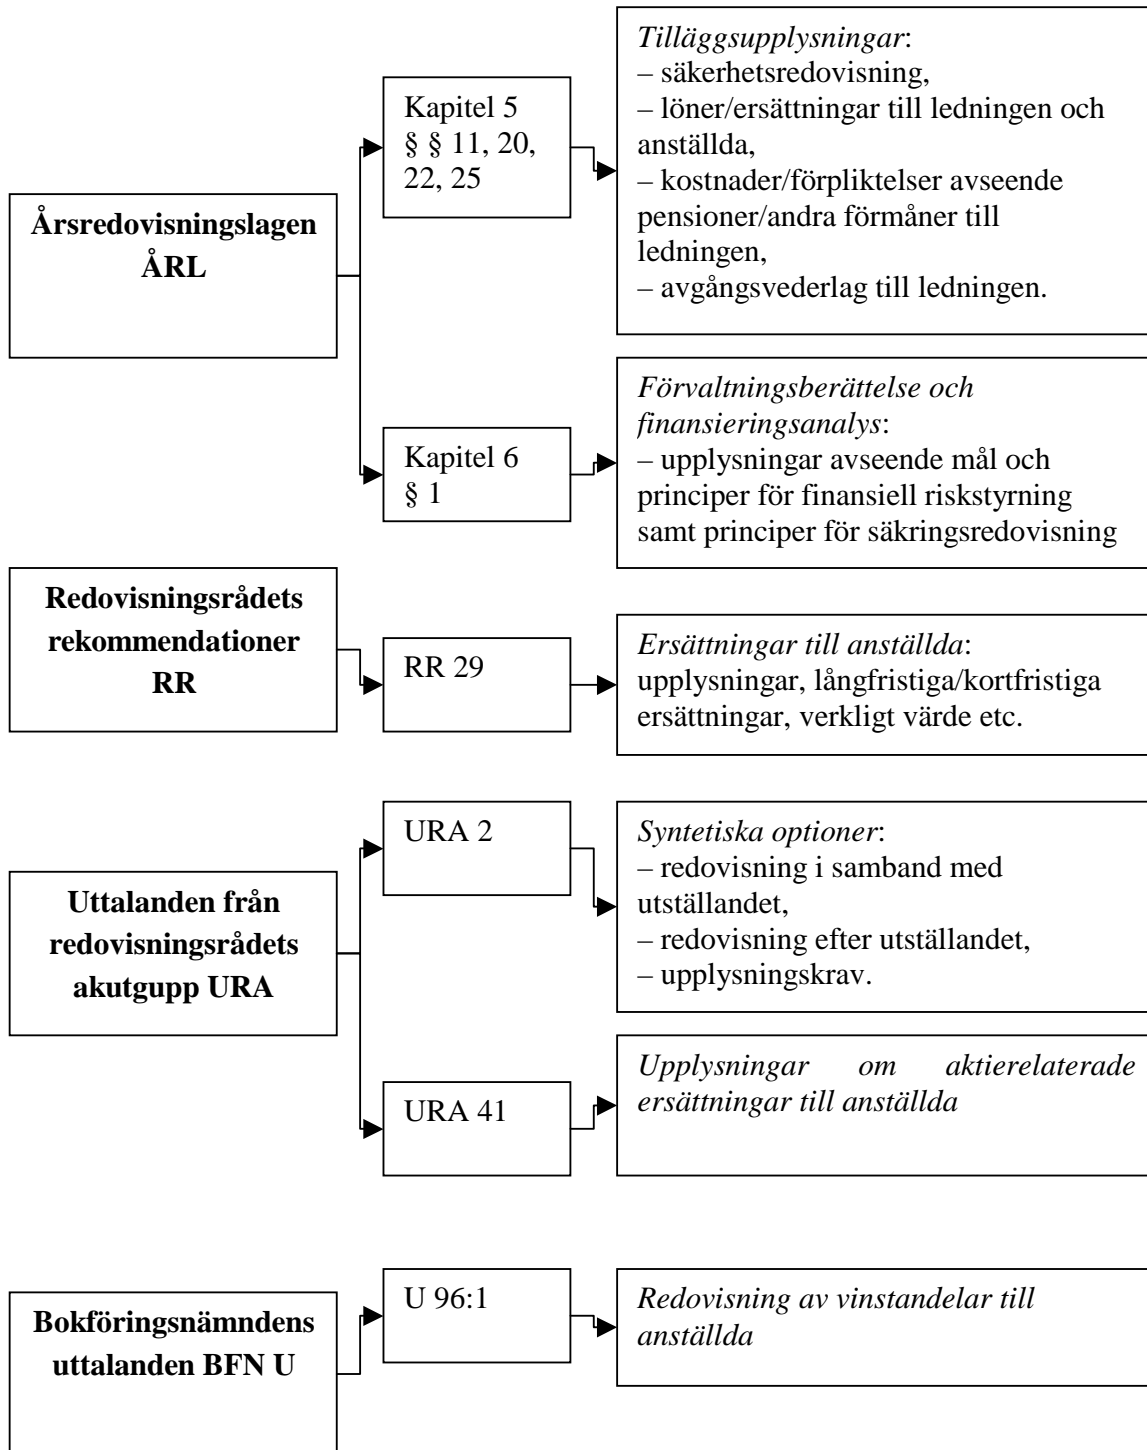 Årsredovisningslagen
ÅRL
Kapitel 5
§ § 11, 20,
22, 25
Tilläggsupplysningar:
– säkerhetsredovisning,
– löner/ersättningar till ledningen och
anställda,
– kostnader/förpliktelser avseende
pensioner/andra förmåner till
ledningen,
– avgångsvederlag till ledningen.
Kapitel 6
§ 1
Förvaltningsberättelse och
finansieringsanalys:
– upplysningar avseende mål och
principer för finansiell riskstyrning
samt principer för säkringsredovisning
Redovisningsrådets
rekommendationer
RR
RR 29
Ersättningar till anställda:
upplysningar, långfristiga/kortfristiga
ersättningar, verkligt värde etc.
Uttalanden från
redovisningsrådets
akutgupp URA
URA 2
Syntetiska optioner:
– redovisning i samband med
utställandet,
– redovisning efter utställandet,
– upplysningskrav.
URA 41
Upplysningar om aktierelaterade
ersättningar till anställda
Bokföringsnämndens
uttalanden BFN U
U 96:1
Redovisning av vinstandelar till
anställda